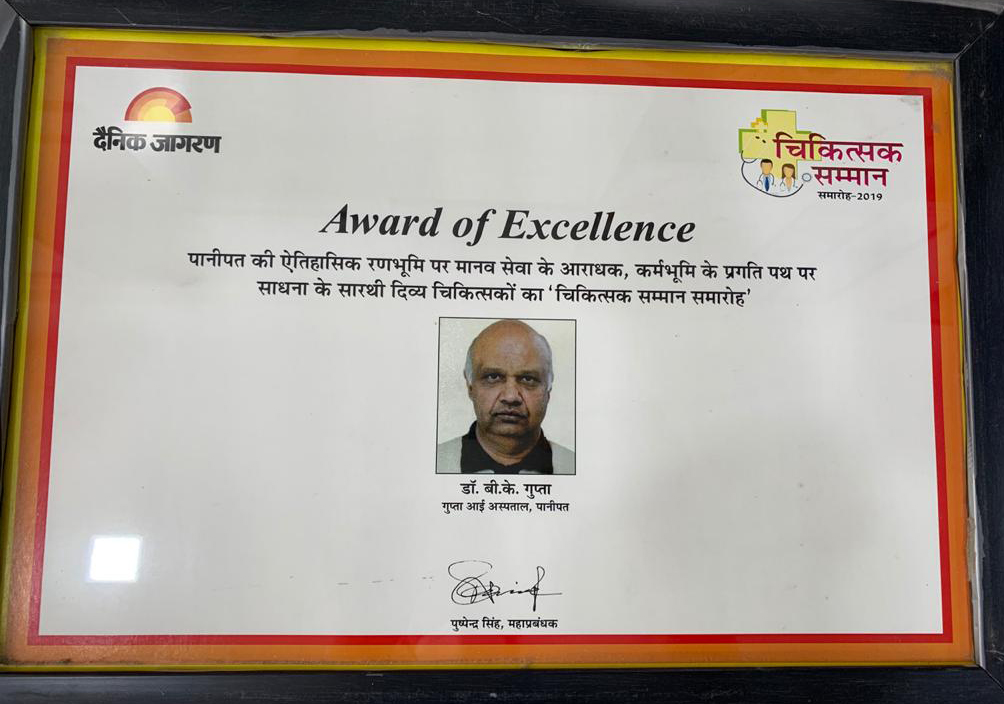 दैनिक जागरण
चिकित्सक
सम्मान
समारोह-2019
Award of Excellence
पानीपत की ऐतिहासिक रणभूमि पर मानव सेवा के आराधक, कर्मभूमि के प्रगति पथ पर
साधना के सारथी दिव्य चिकित्सकों का ‘चिकित्सक सम्मान समारोह’
डॉ. बी.के. गुप्ता
गुप्ता आई अस्पताल, पानीपत
पुष्पेन्द्र सिंह, महाप्रबंधक